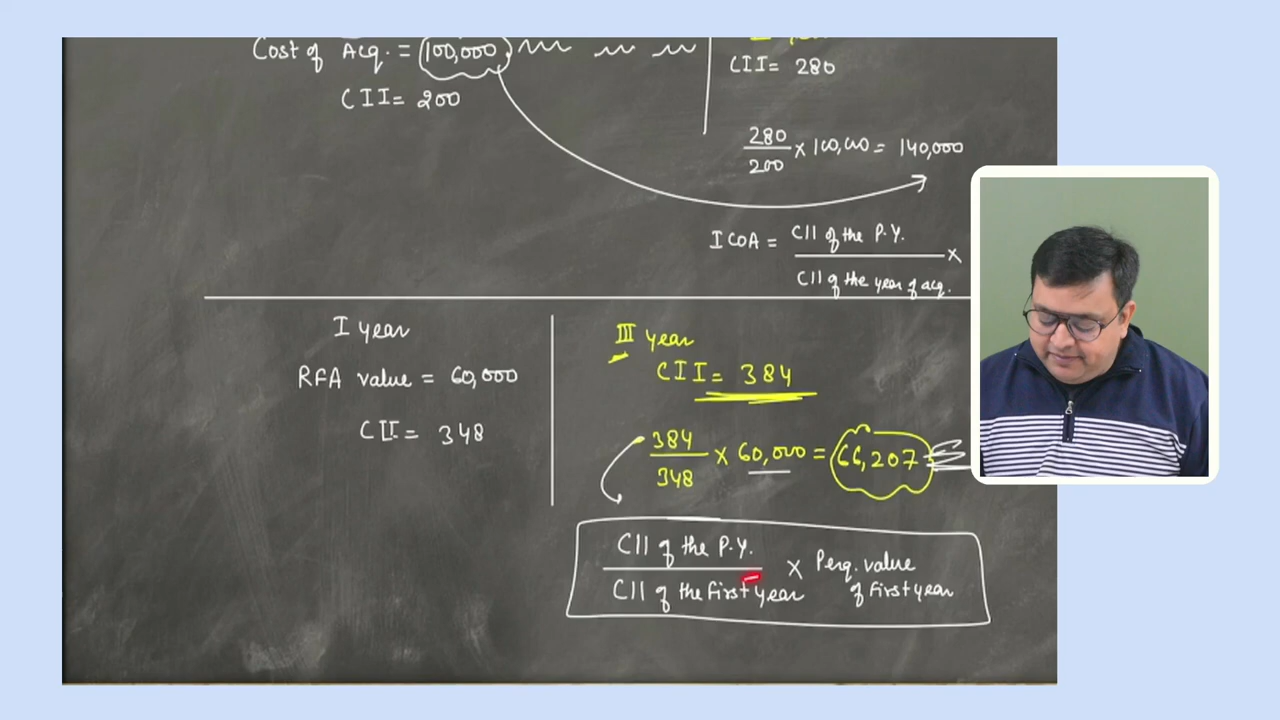 Cost of Acq. = 100,000
CII = 200
CII = 280
280/200 × 100,000 = 140,000
ICOA = CII of the P.Y. / CII of the year of acq. ×
I year
RFA value = 60,000
CII = 348
III year
CII = 384
384/348 × 60,000 = 66,207
CII of the P.Y. / CII of the First year × Perq. value of First year